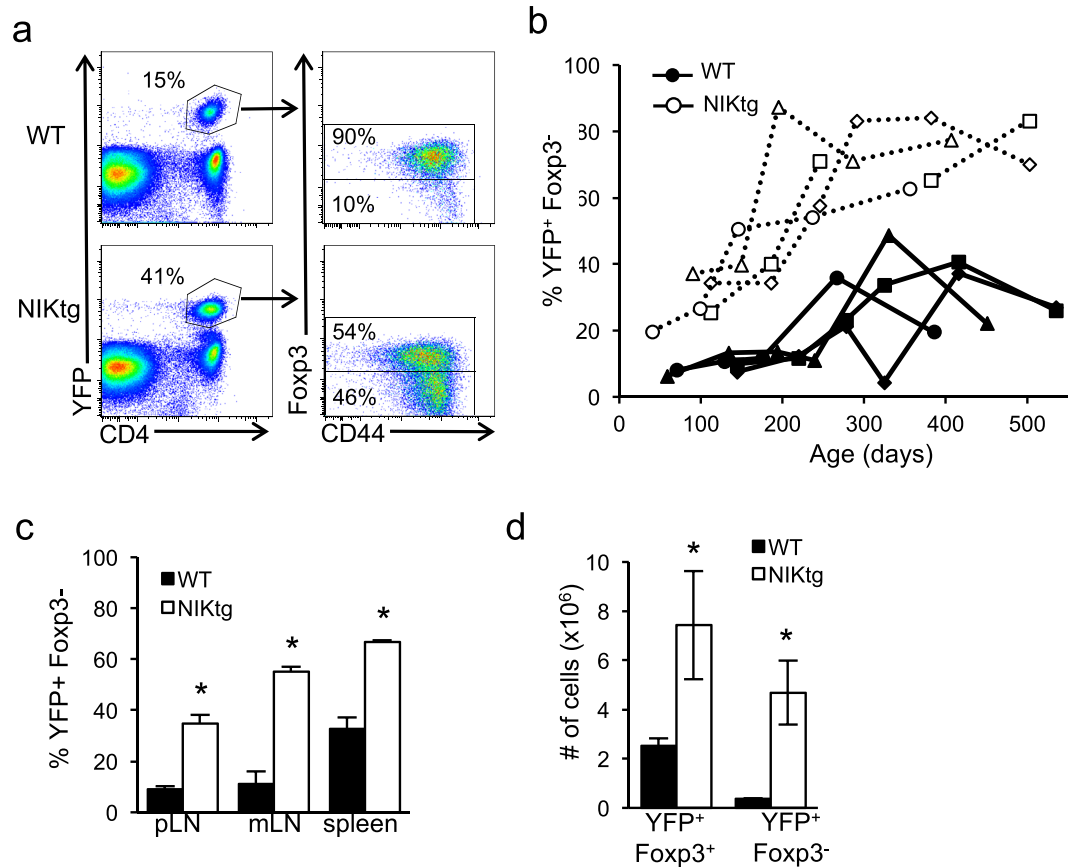 a
WT
15%
90%
10%
NIKtg
41%
54%
46%
YFP
CD4
Foxp3
CD44
b
% YFP⁺ Foxp3⁻
100
30
50
40
20
0
WT
NIKtg
0 100 200 300 400 500
Age (days)
c
% YFP+ Foxp3-
100
80
60
40
20
0
WT
NIKtg
* * *
pLN mLN spleen
d
# of cells (x10⁶)
10
8
6
4
2
0
WT
NIKtg
* *
YFP⁺ YFP⁺
Foxp3⁺ Foxp3⁻